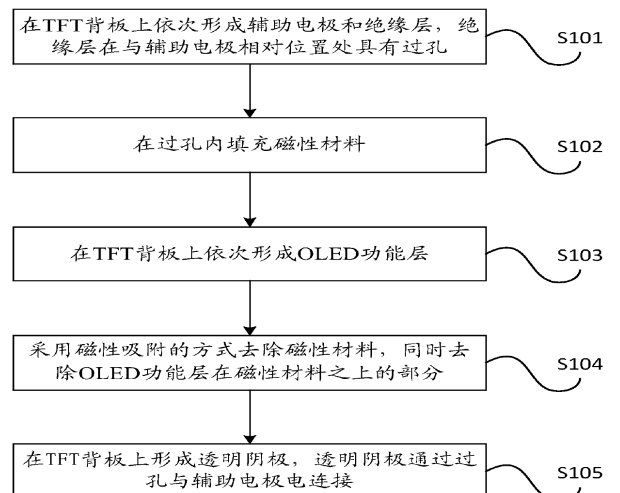 在TFT背板上依次形成辅助电极和绝缘层，绝
缘层在与辅助电极相对位置处具有过孔
S101
在过孔内填充磁性材料
S102
在TFT背板上依次形成OLED功能层
S103
采用磁性吸附的方式去除磁性材料，同时去
除OLED功能层在磁性材料之上的部分
S104
在TFT背板上形成透明阴极，透明阴极通过过
孔与辅助电极电连接
S105